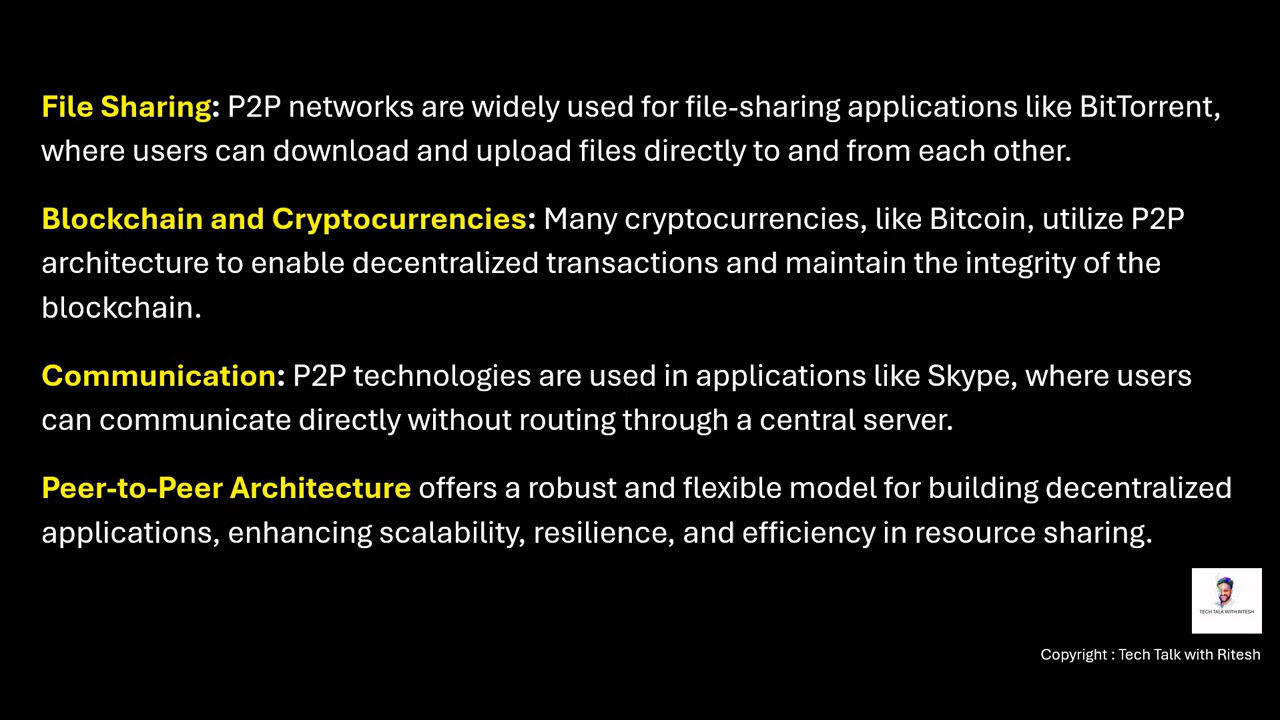 File Sharing: P2P networks are widely used for file-sharing applications like BitTorrent,
where users can download and upload files directly to and from each other.
Blockchain and Cryptocurrencies: Many cryptocurrencies, like Bitcoin, utilize P2P
architecture to enable decentralized transactions and maintain the integrity of the
blockchain.
Communication: P2P technologies are used in applications like Skype, where users
can communicate directly without routing through a central server.
Peer-to-Peer Architecture offers a robust and flexible model for building decentralized
applications, enhancing scalability, resilience, and efficiency in resource sharing.
TECH TALK WITH RITESH
Copyright : Tech Talk with Ritesh